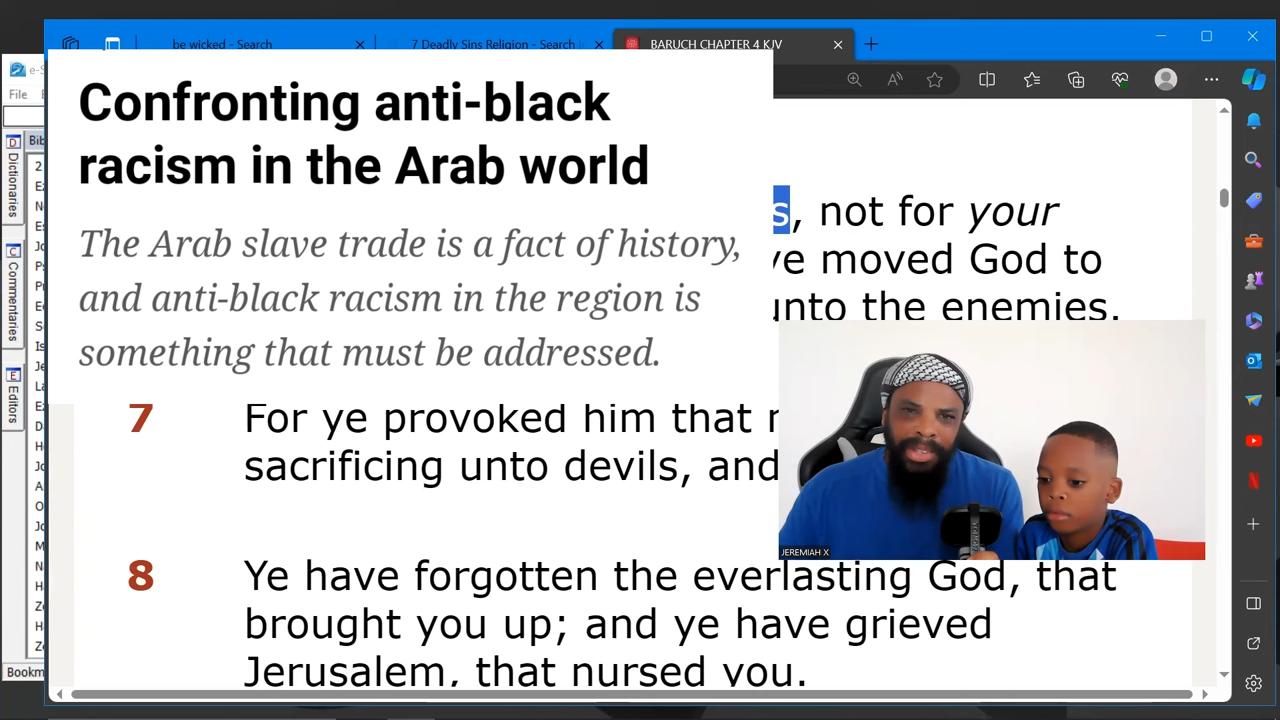 be wicked - Search
7 Deadly Sins Religion - Search
BARUCH CHAPTER 4 KJV
e-S
File
Bib
Dictionaries
Commentaries
Editors
Bookm
Confronting anti-black
racism in the Arab world
The Arab slave trade is a fact of history,
and anti-black racism in the region is
something that must be addressed.
s, not for your
ye moved God to
unto the enemies.
7 For ye provoked him that
sacrificing unto devils, and
8 Ye have forgotten the everlasting God, that
brought you up; and ye have grieved
Jerusalem, that nursed you.
JEREMIAH X